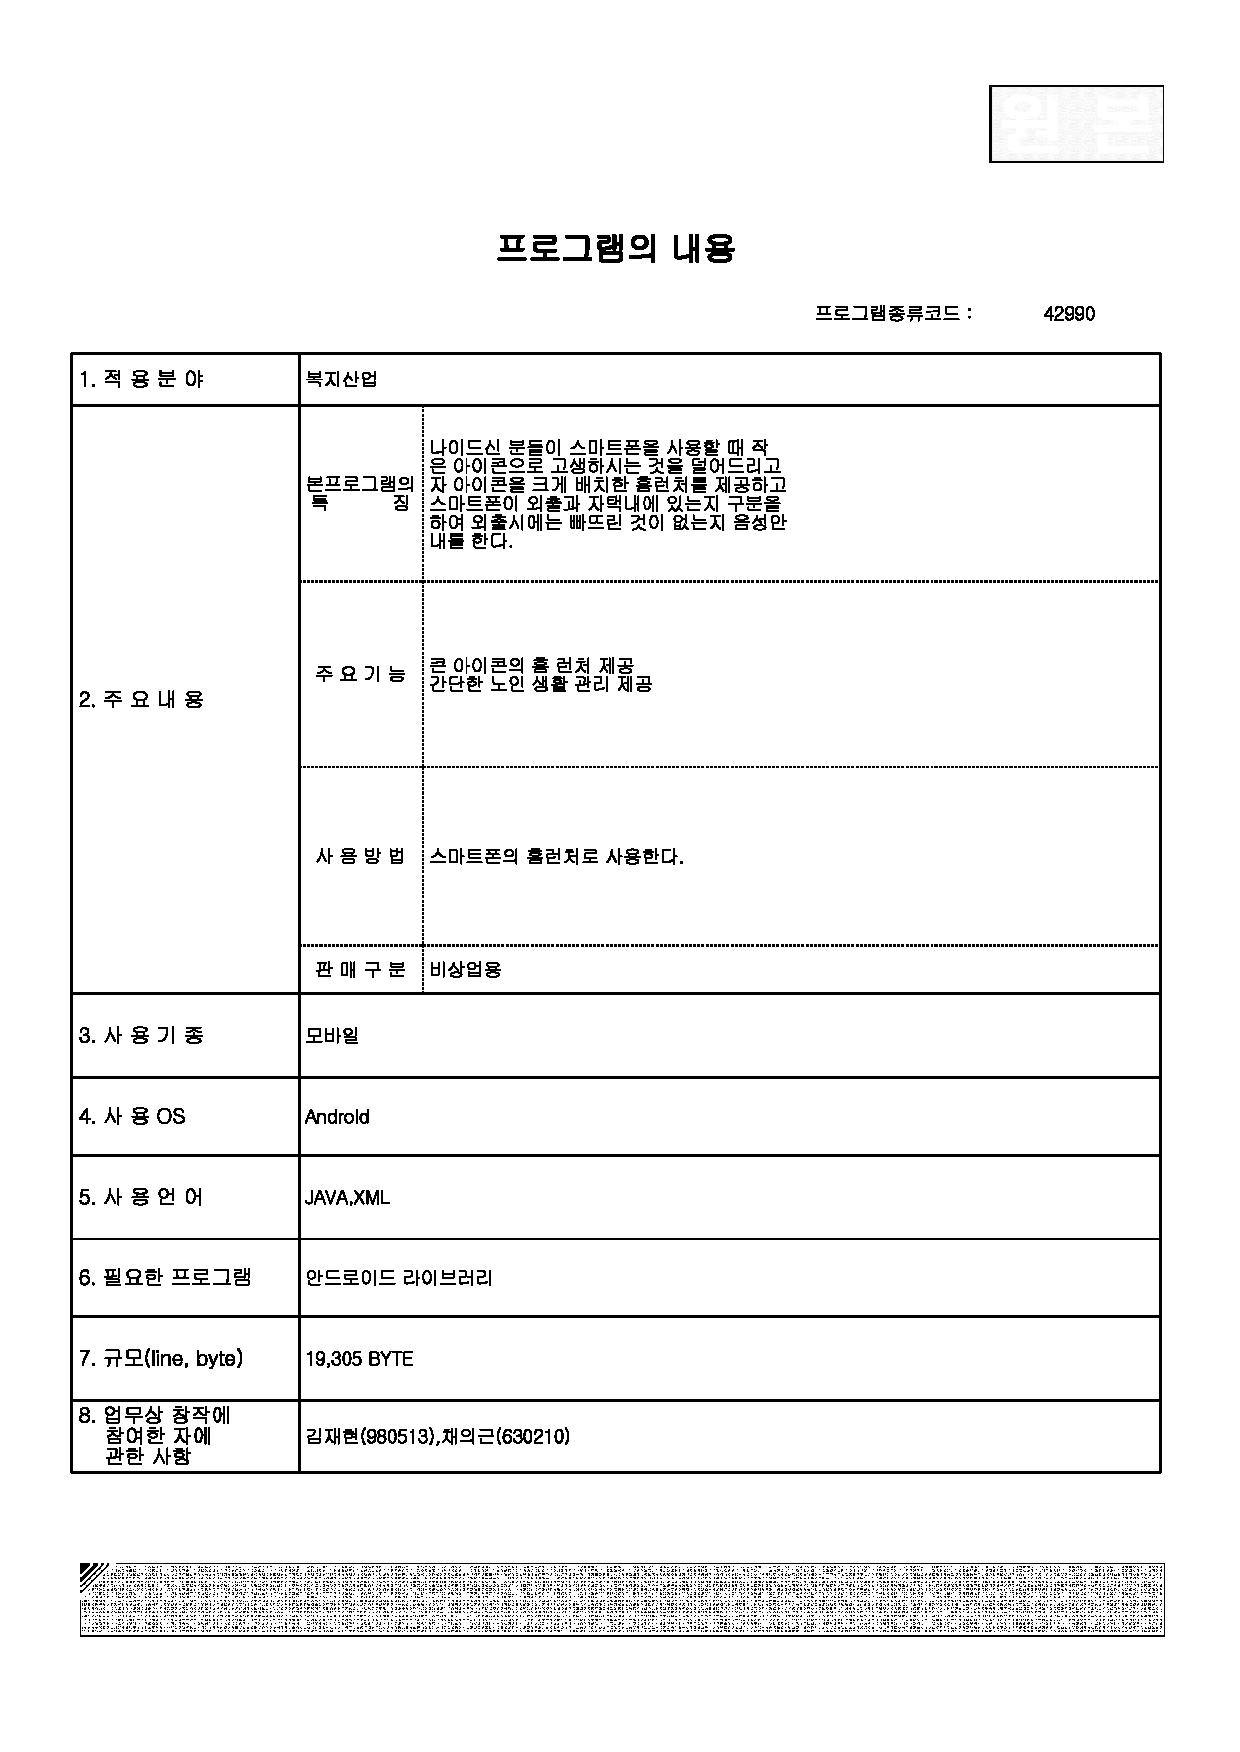 원 본
프로그램의 내용
프로그램종류코드 : 42990
1. 적 용 분 야 복지산업
2. 주 요 내 용
본프로그램의
특 징
나이드신 분들이 스마트폰을 사용할 때 작
은 아이콘으로 고생하시는 것을 덜어드리고
자 아이콘을 크게 배치한 홈런처를 제공하고
스마트폰이 외출과 자택내에 있는지 구분을
하여 외출시에는 빠뜨린 것이 없는지 음성안
내를 한다.
주 요 기 능
큰 아이콘의 홈 런처 제공
간단한 노인 생활 관리 제공
사 용 방 법 스마트폰의 홈런처로 사용한다.
판 매 구 분 비상업용
3. 사 용 기 종 모바일
4. 사 용 OS Android
5. 사 용 언 어 JAVA,XML
6. 필요한 프로그램 안드로이드 라이브러리
7. 규모(line, byte) 19,305 BYTE
8. 업무상 창작에
참여한 자에
관한 사항
김재현(980513),채의근(630210)